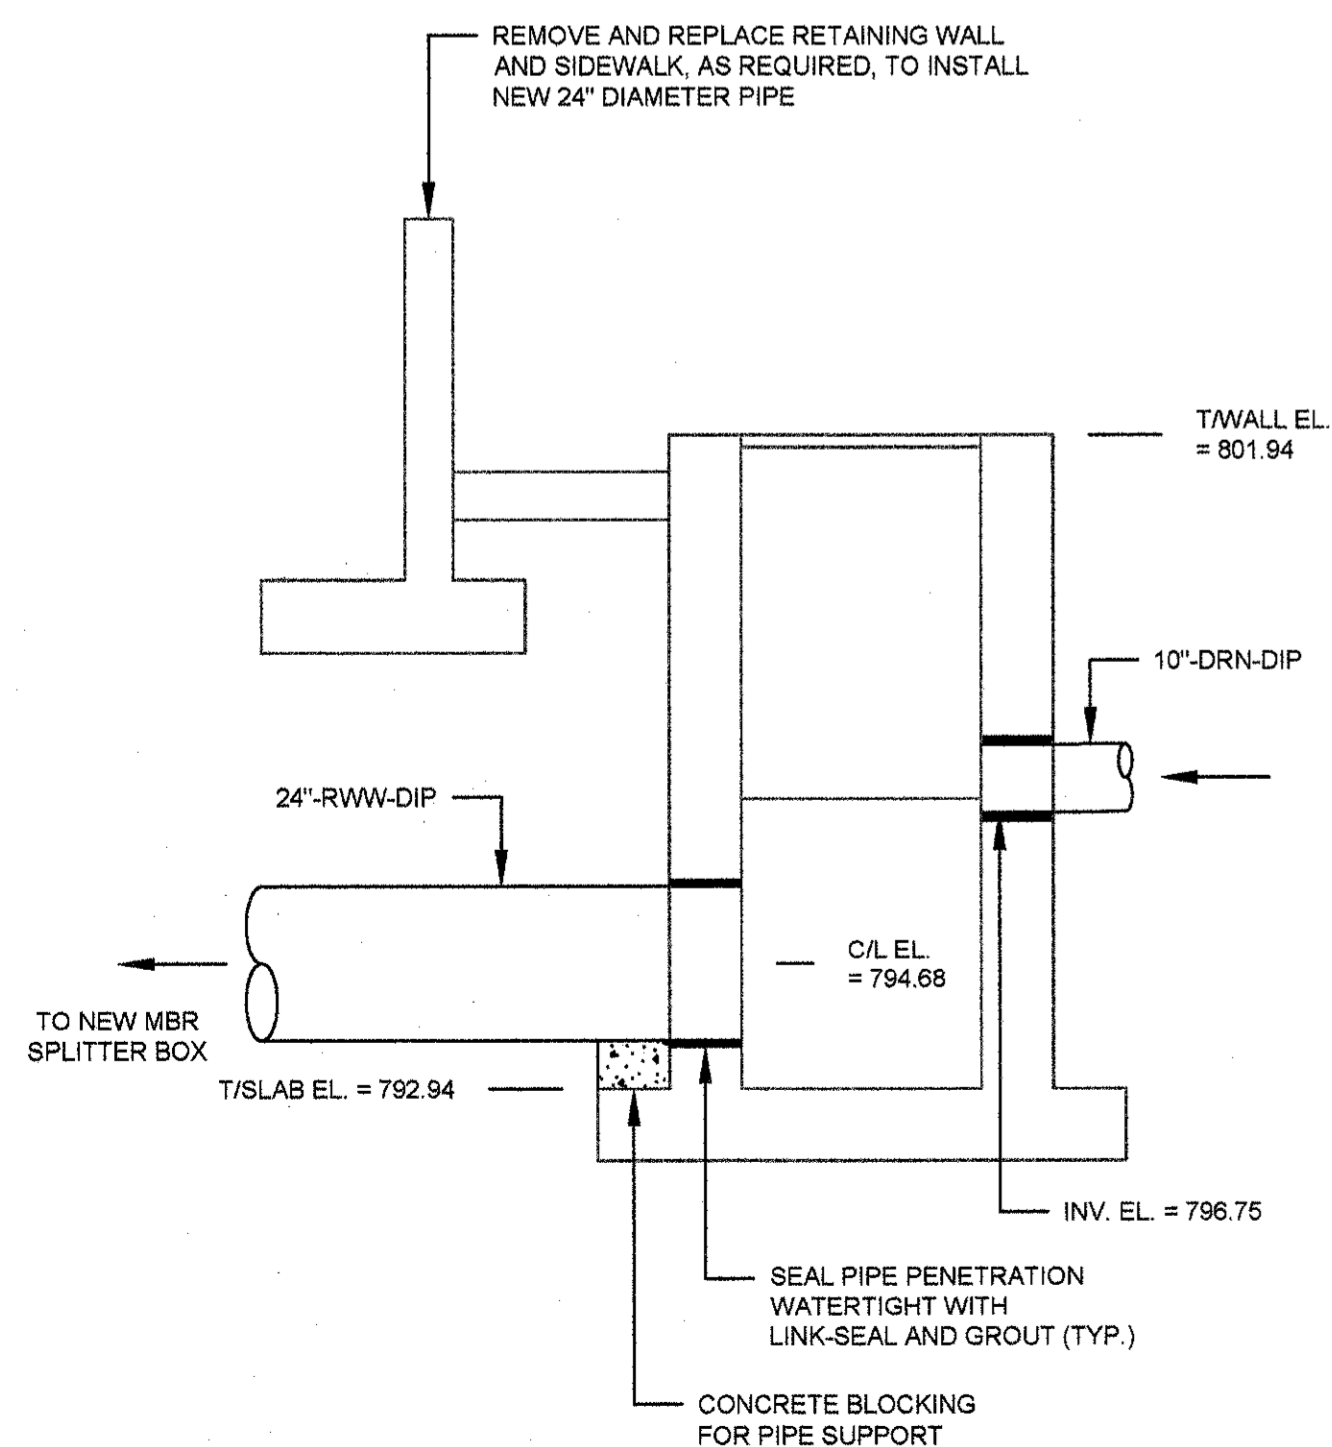 REMOVE AND REPLACE RETAINING WALL
AND SIDEWALK, AS REQUIRED, TO INSTALL
NEW 24" DIAMETER PIPE
T/WALL EL.
= 801.94
10"-DRN-DIP
24"-RWW-DIP
C/L EL.
= 794.68
TO NEW MBR
SPLITTER BOX
T/SLAB EL. = 792.94
INV. EL. = 796.75
SEAL PIPE PENETRATION
WATERTIGHT WITH
LINK-SEAL AND GROUT (TYP.)
CONCRETE BLOCKING
FOR PIPE SUPPORT